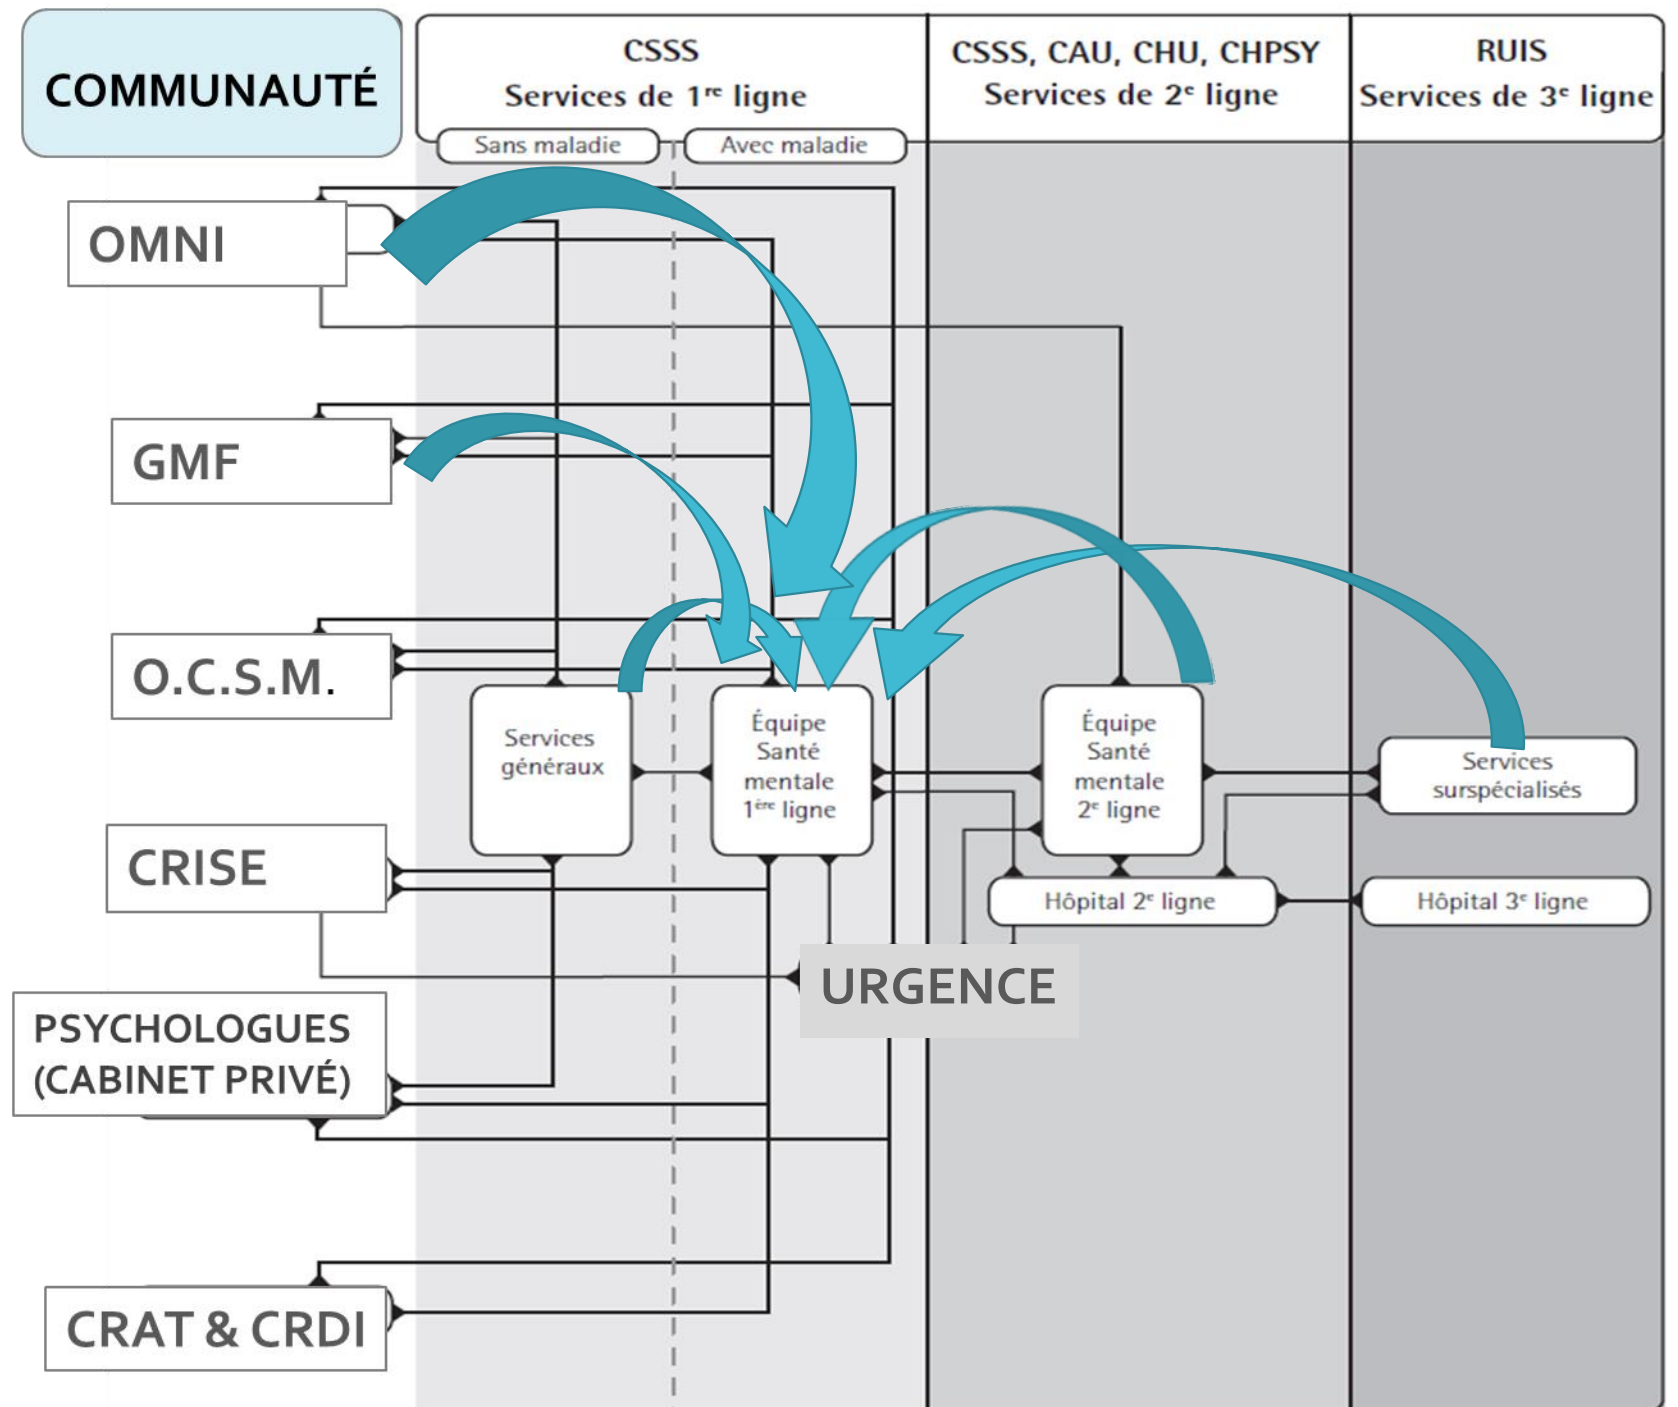 COMMUNAUTÉ
CSSS
Services de 1re ligne
Sans maladie
Avec maladie
CSSS, CAU, CHU, CHPSY
Services de 2e ligne
RUIS
Services de 3e ligne
OMNI
GMF
O.C.S.M.
Services
généraux
Équipe
Santé
mentale
1ère ligne
Équipe
Santé
mentale
2e ligne
Services
surspécialisés
CRISE
Hôpital 2e ligne
Hôpital 3e ligne
URGENCE
PSYCHOLOGUES
(CABINET PRIVÉ)
CRAT & CRDI